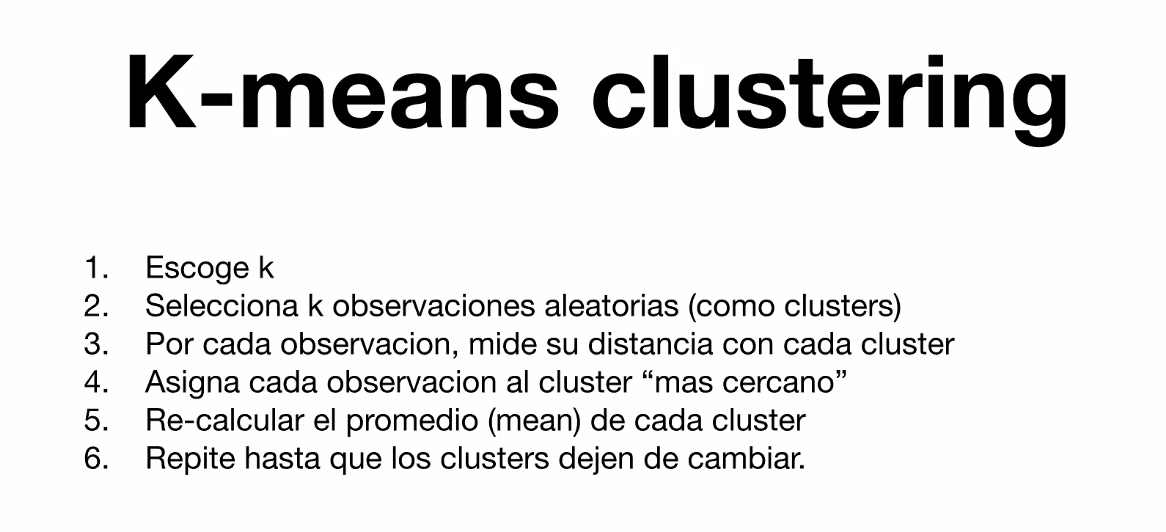 K-means clustering
1. Escoge k
2. Selecciona k observaciones aleatorias (como clusters)
3. Por cada observacion, mide su distancia con cada cluster
4. Asigna cada observacion al cluster “mas cercano”
5. Re-calcular el promedio (mean) de cada cluster
6. Repite hasta que los clusters dejen de cambiar.